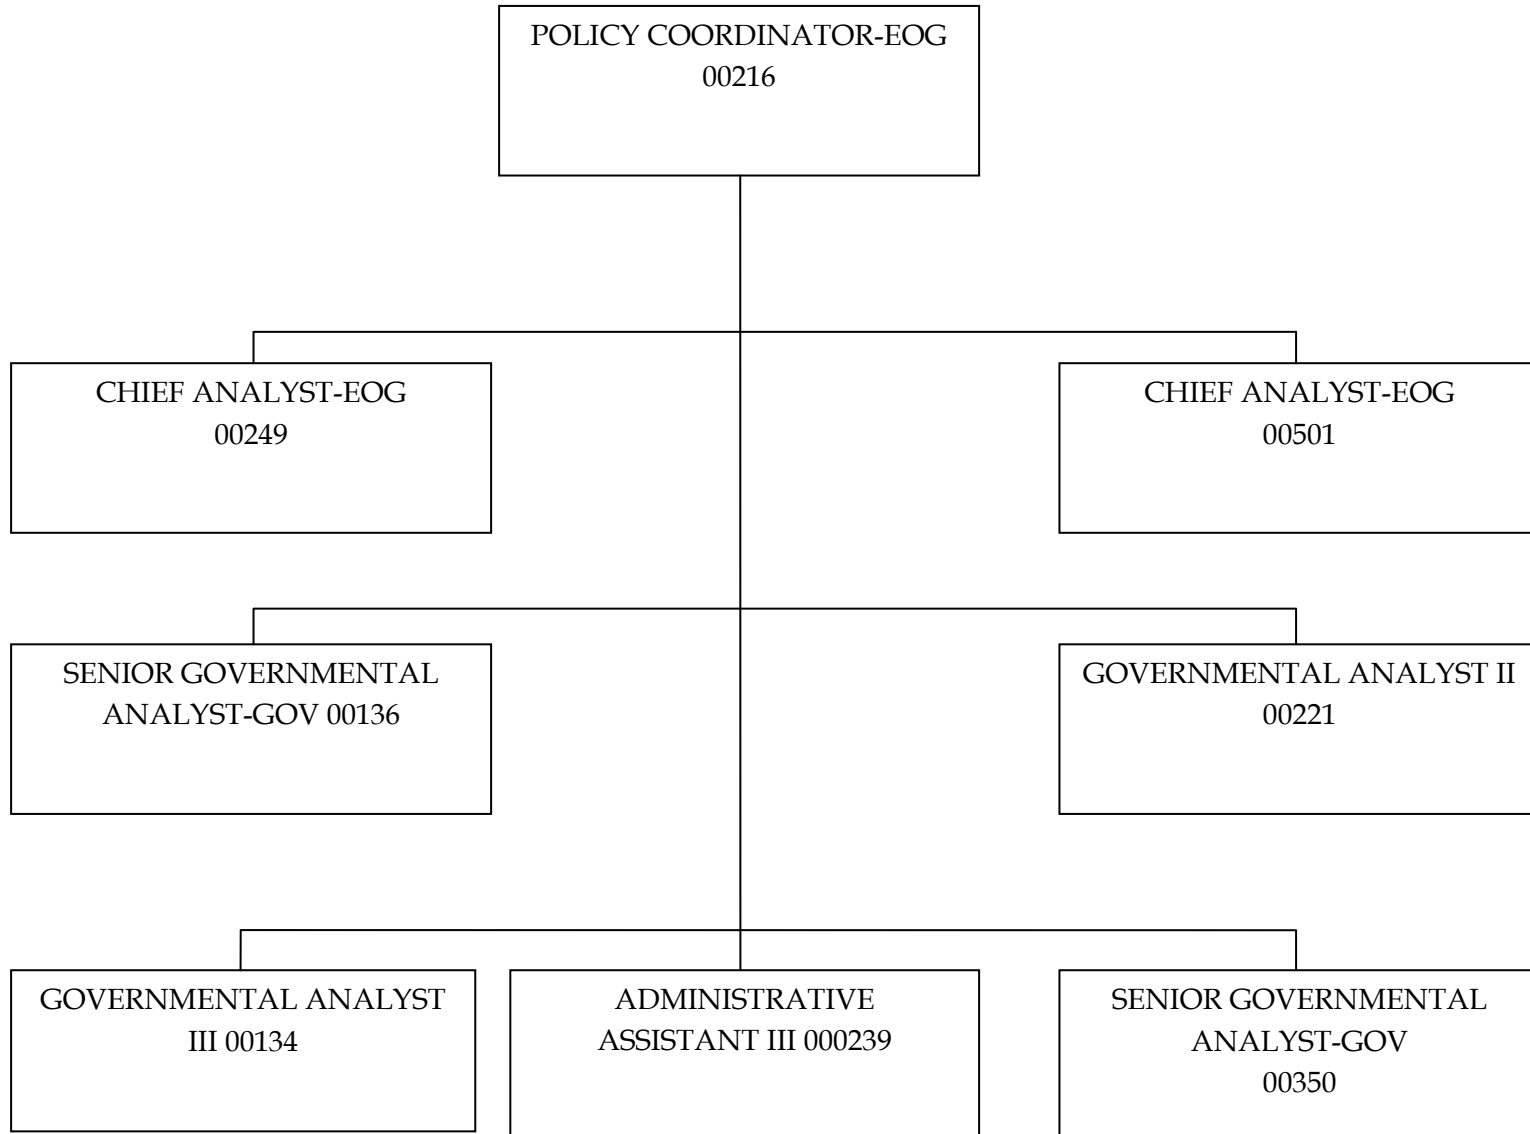 POLICY COORDINATOR-EOG
00216
CHIEF ANALYST-EOG
00249
CHIEF ANALYST-EOG
00501
SENIOR GOVERNMENTAL
ANALYST-GOV 00136
GOVERNMENTAL ANALYST II
00221
GOVERNMENTAL ANALYST
III 00134
ADMINISTRATIVE
ASSISTANT III 000239
SENIOR GOVERNMENTAL
ANALYST-GOV
00350